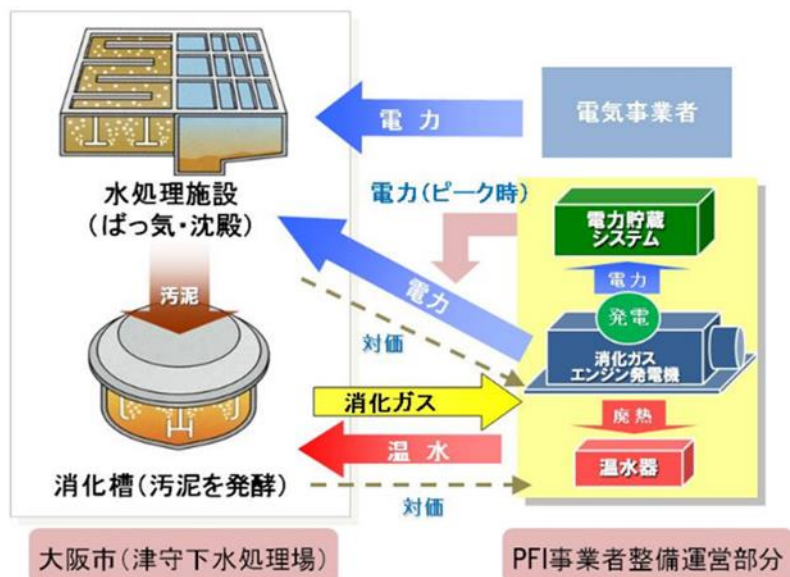 電力
電気事業者
水処理施設
(ばっ気・沈殿)
電力(ピーク時)
電力貯蔵
システム
電力
電力
発電
汚泥
対価
消化ガス
エンジン発電機
消化ガス
廃熱
温水
温水器
消化槽(汚泥を発酵)
対価
大阪市(津守下水処理場)
PFI事業者整備運営部分